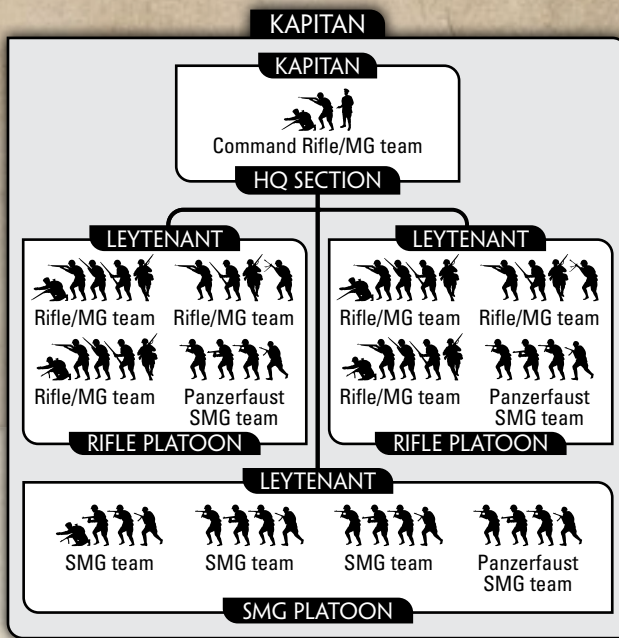 KAPITAN
KAPITAN
Command Rifle/MG team
HQ SECTION
LEYTENANT
Rifle/MG team Rifle/MG team
Rifle/MG team Panzerfaust
SMG team
RIFLE PLATOON
LEYTENANT
Rifle/MG team Rifle/MG team
Rifle/MG team Panzerfaust
SMG team
RIFLE PLATOON
LEYTENANT
SMG team SMG team SMG team Panzerfaust
SMG team
SMG PLATOON